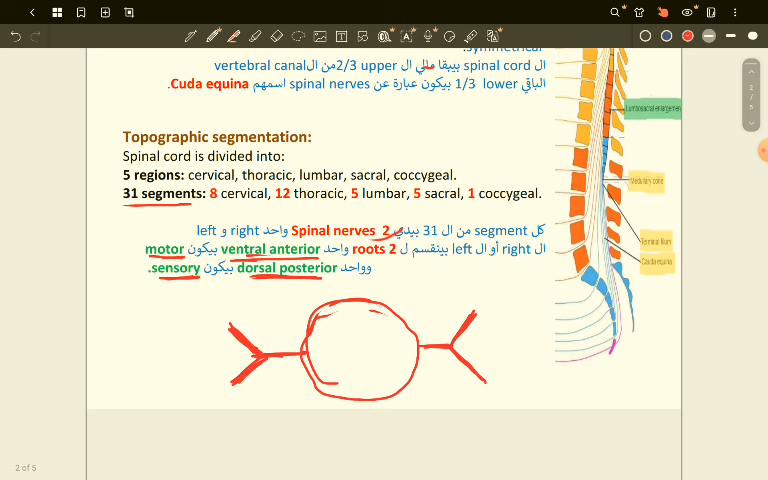 .symmetrical
ال spinal cord بيبقا مالي ال upper 2/3من الvertebral canal
الباقي lower 1/3 بيكون عبارة عن spinal nerves اسمهم Cuda equina.
Topographic segmentation:
Spinal cord is divided into:
5 regions: cervical, thoracic, lumbar, sacral, coccygeal.
31 segments: 8 cervical, 12 thoracic, 5 lumbar, 5 sacral, 1 coccygeal.
كل segment من ال 31 بيدي 2 Spinal nerves واحد right و left
ال right أو ال left بينقسم ل 2 roots واحد ventral anterior بيكون motor
وواحد dorsal posterior بيكون sensory.
Lumbosacral enlargemen
Medullary cone
Terminal filum
Cauda equina
2
/
5
2 of 5